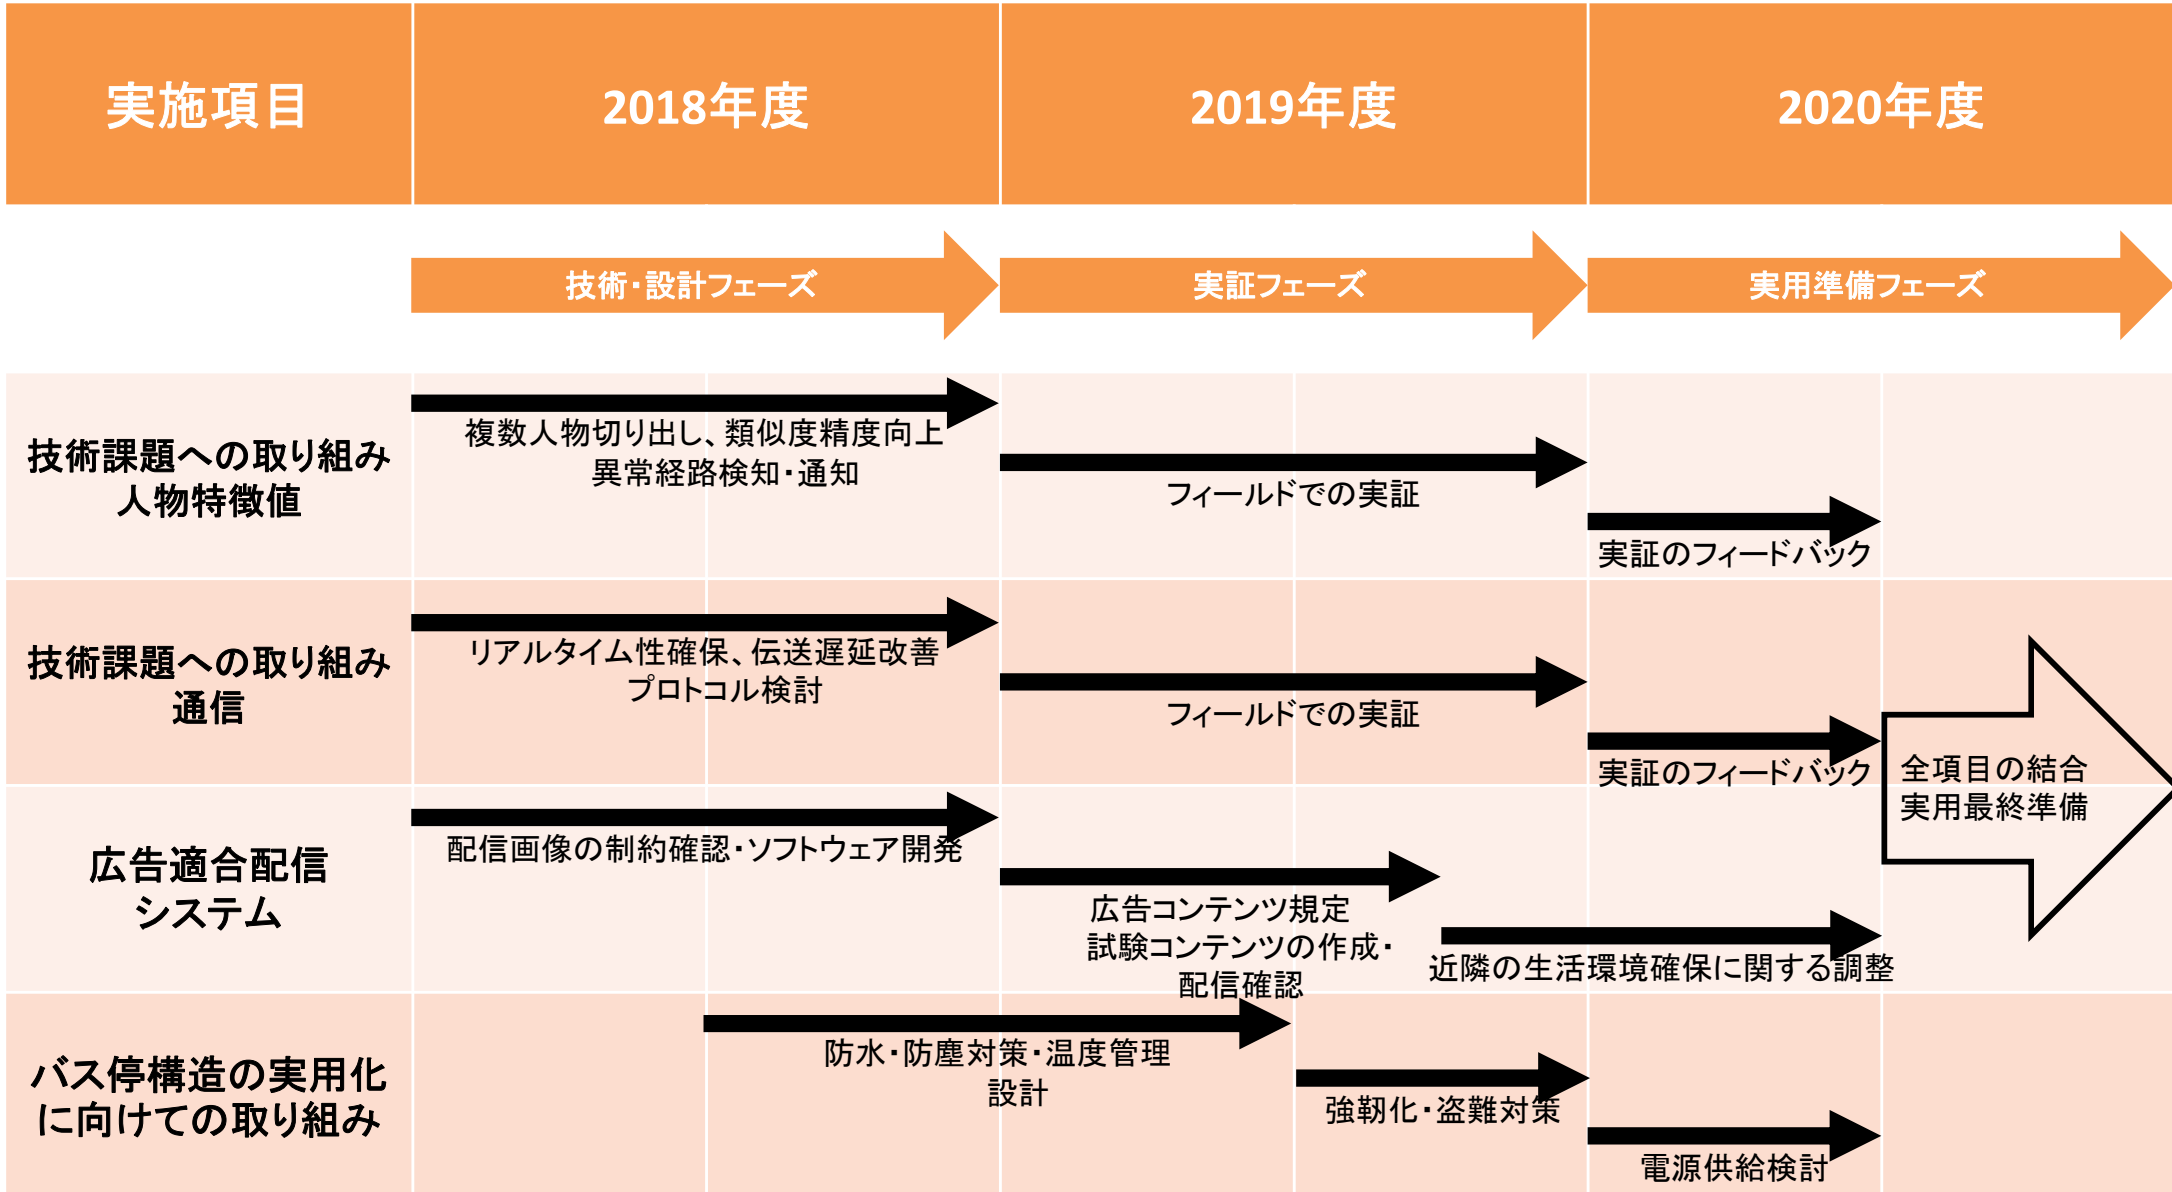 実施項目
2018年度
2019年度
2020年度
技術・設計フェーズ
実証フェーズ
実用準備フェーズ
技術課題への取り組み
人物特徴値
複数人物切り出し、類似度精度向上
異常経路検知・通知
フィールドでの実証
実証のフィードバック
技術課題への取り組み
通信
リアルタイム性確保、伝送遅延改善
プロトコル検討
フィールドでの実証
実証のフィードバック
全項目の結合
実用最終準備
広告適合配信
システム
配信画像の制約確認・ソフトウェア開発
広告コンテンツ規定
試験コンテンツの作成・
配信確認
近隣の生活環境確保に関する調整
バス停構造の実用化
に向けての取り組み
防水・防塵対策・温度管理
設計
強靭化・盗難対策
電源供給検討